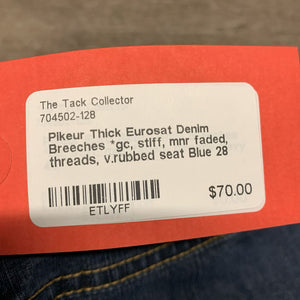 The Tack Collector
704502-12B
Pikeur Thick Eurosat Denim
Breeches *gc, stiff, mnr faded,
threads, v.rubbed seat Blue 28
$70.00
ETLYFF